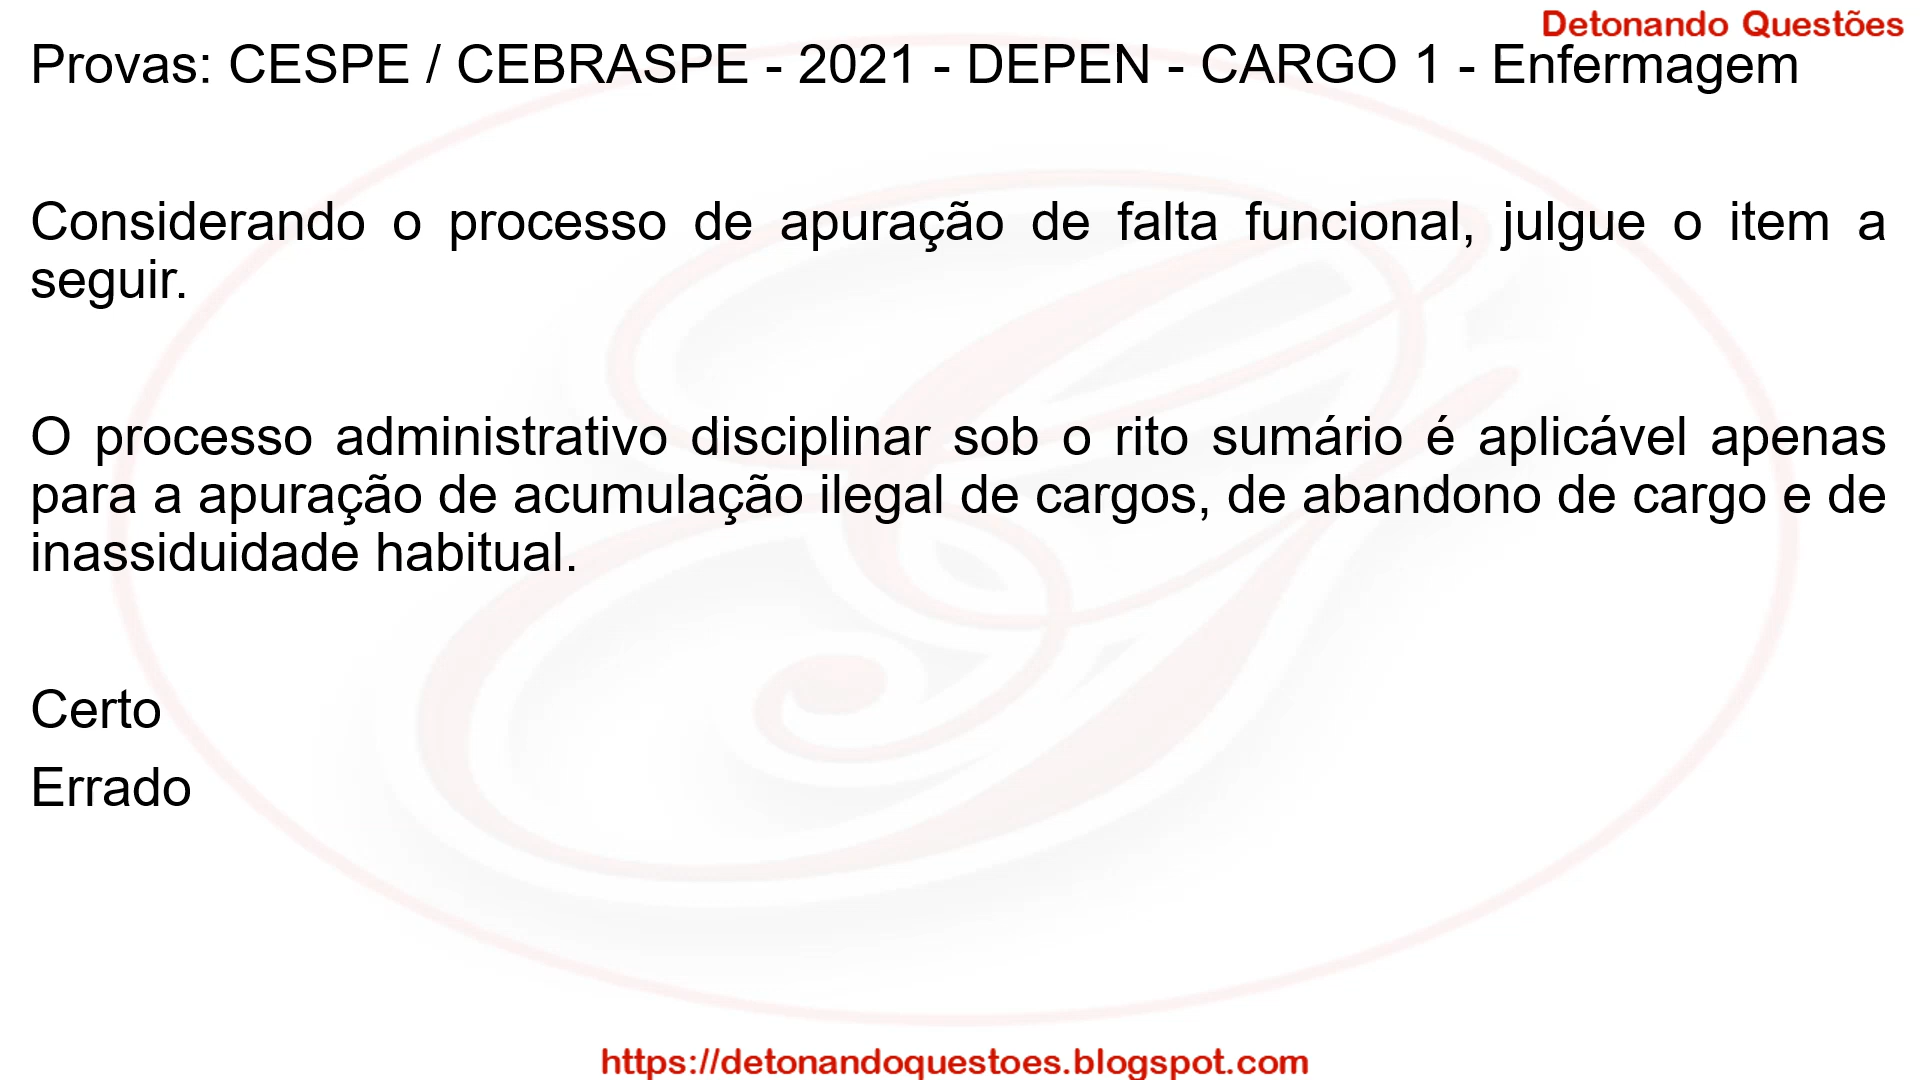 Detonando Questões
Provas: CESPE / CEBRASPE - 2021 - DEPEN - CARGO 1 - Enfermagem
Considerando o processo de apuração de falta funcional, julgue o item a
seguir.
O processo administrativo disciplinar sob o rito sumário é aplicável apenas
para a apuração de acumulação ilegal de cargos, de abandono de cargo e de
inassiduidade habitual.
Certo
Errado
https://detonandoquestoes.blogspot.com